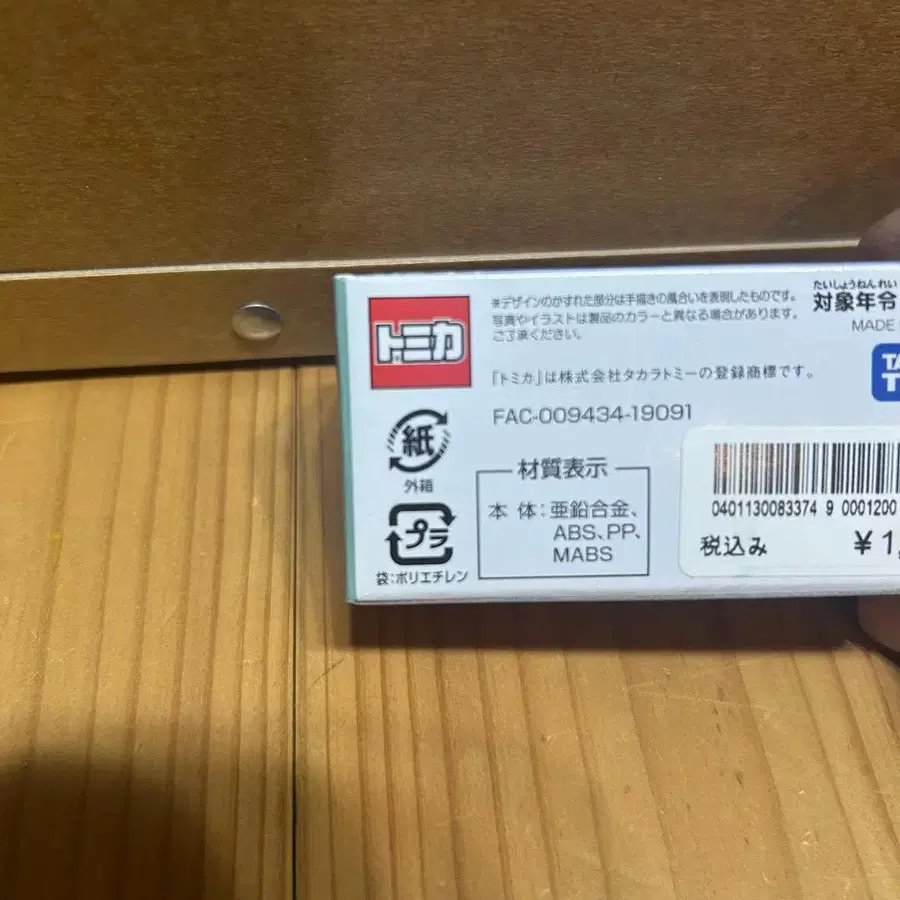 トミカ
※デザインのかすれた部分は手描きの風合いを表現したものです。
写真やイラストは製品のカラーと異なる場合があります。
ご了承ください。
「トミカ」は株式会社タカラトミーの登録商標です。
FAC-009434-19091
たいしょうねんれい
対象年令
MADE
TA
T
紙
外箱
プラ
袋:ポリエチレン
材質表示
本 体:亜鉛合金、
ABS、PP、
MABS
0401130083374 9 0001200
税込み ￥1,